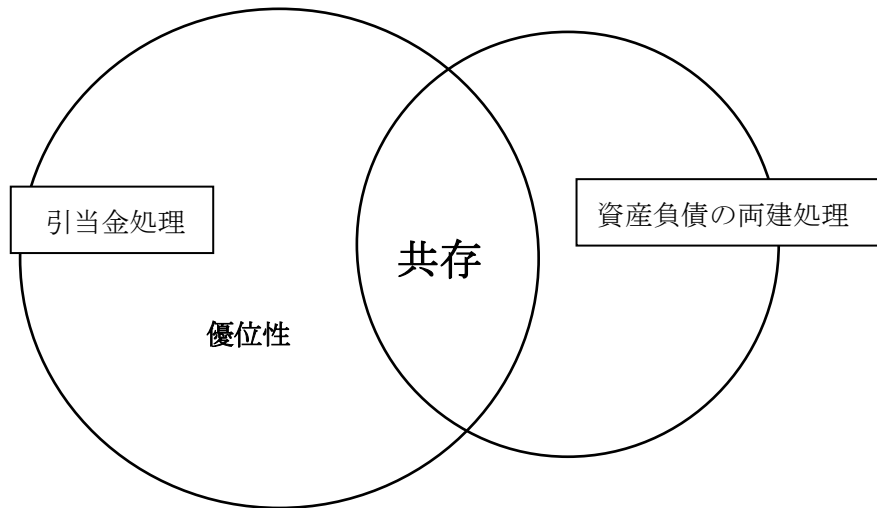 引当金処理
資産負債の両建処理
共存
優位性